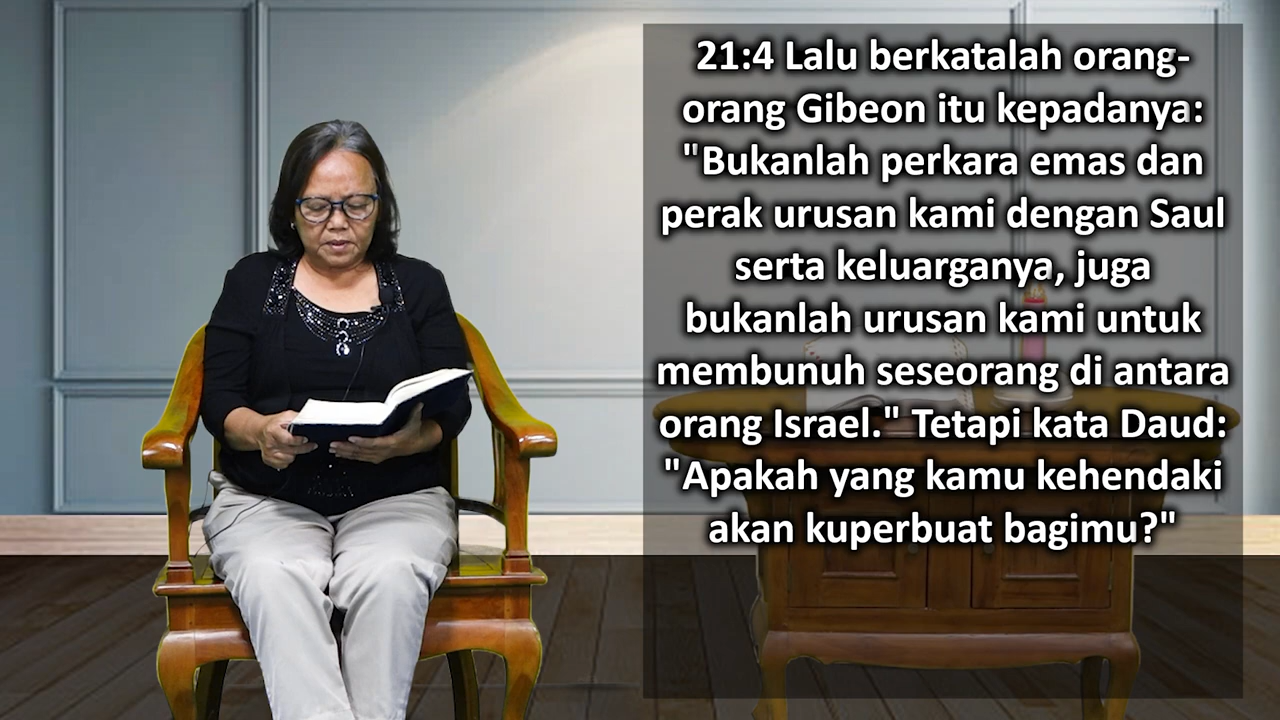 21:4 Lalu berkatalah orang-
orang Gibeon itu kepadanya:
"Bukanlah perkara emas dan
perak urusan kami dengan Saul
serta keluarganya, juga
bukanlah urusan kami untuk
membunuh seseorang di antara
orang Israel." Tetapi kata Daud:
"Apakah yang kamu kehendaki
akan kuperbuat bagimu?"